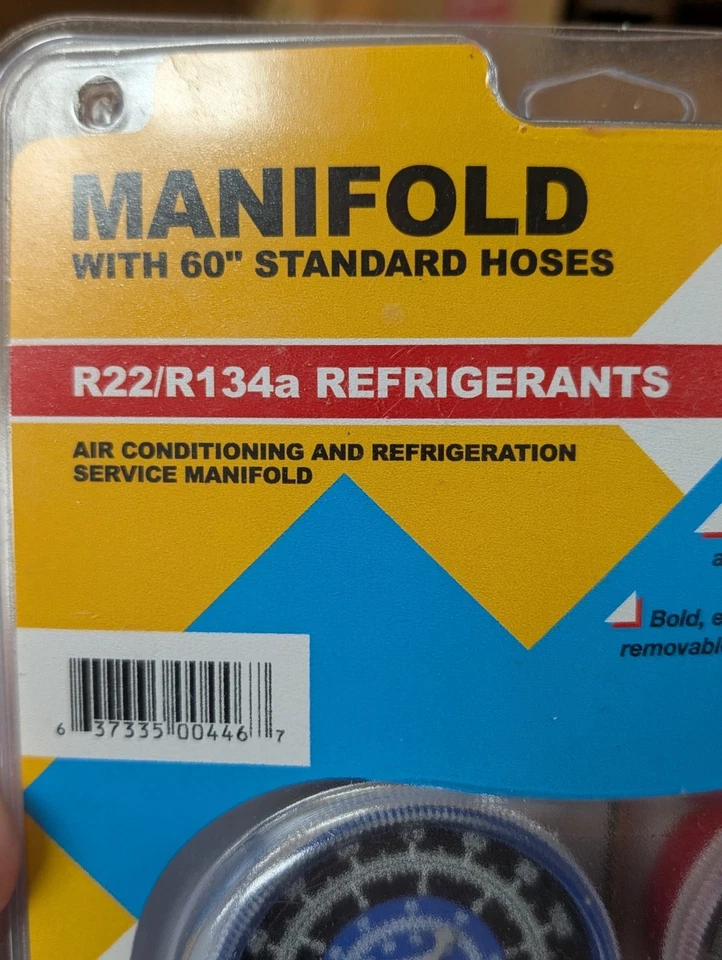 MANIFOLD
WITH 60" STANDARD HOSES
R22/R134a REFRIGERANTS
AIR CONDITIONING AND REFRIGERATION
SERVICE MANIFOLD
a
Bold, e
removable
6 37335 00446 7